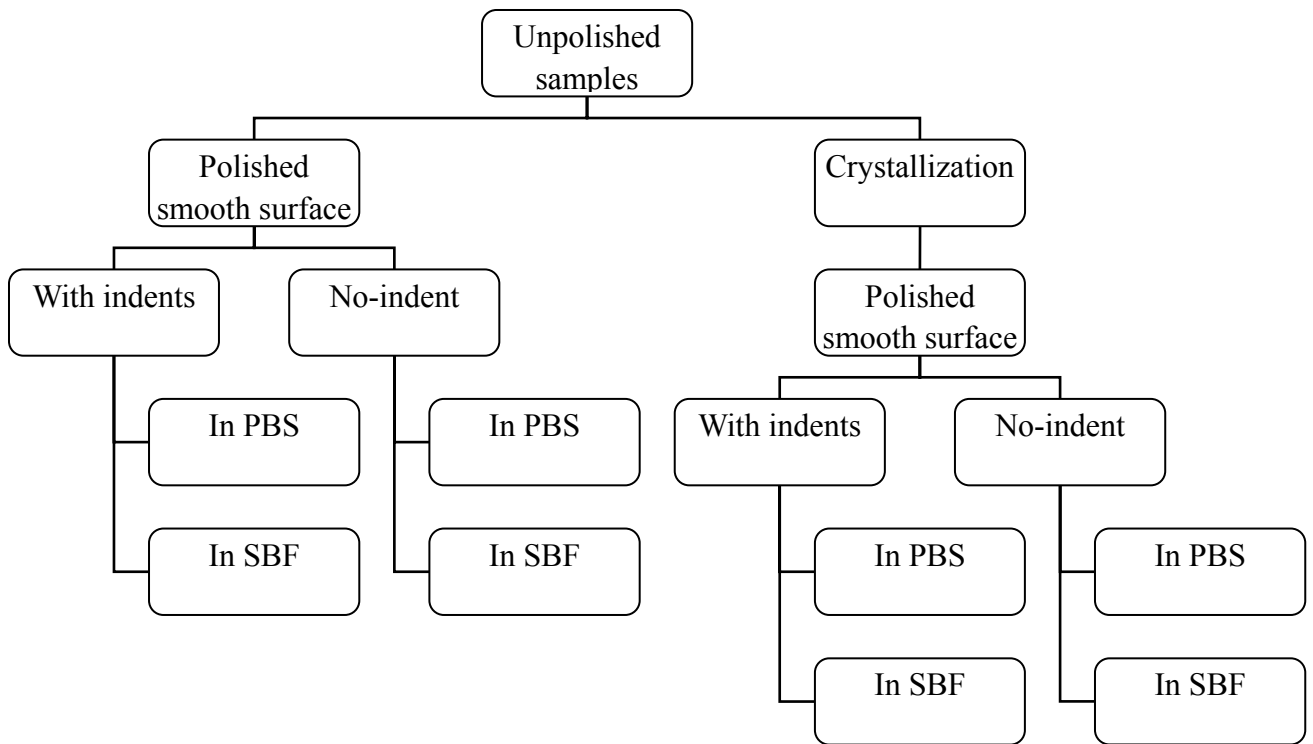 Unpolished
samples
Polished
smooth surface
Crystallization
With indents
No-indent
Polished
smooth surface
In PBS
In PBS
With indents
No-indent
In SBF
In SBF
In PBS
In PBS
In SBF
In SBF